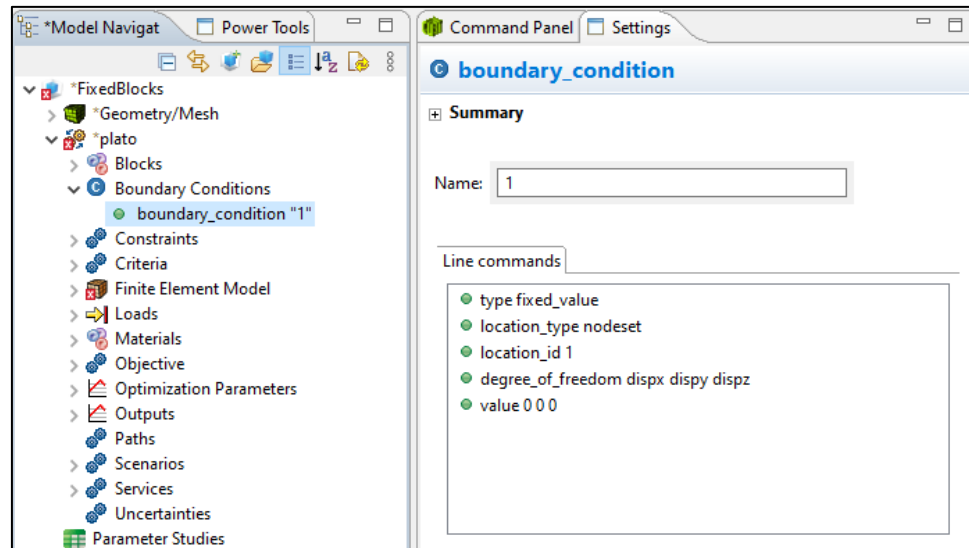 *Model Navigat
Power Tools
*FixedBlocks
*Geometry/Mesh
*plato
Blocks
Boundary Conditions
boundary_condition "1"
Constraints
Criteria
Finite Element Model
Loads
Materials
Objective
Optimization Parameters
Outputs
Paths
Scenarios
Services
Uncertainties
Parameter Studies
Command Panel
Settings
boundary_condition
Summary
Name: 1
Line commands
type fixed_value
location_type nodeset
location_id 1
degree_of_freedom dispx dispy dispz
value 0 0 0